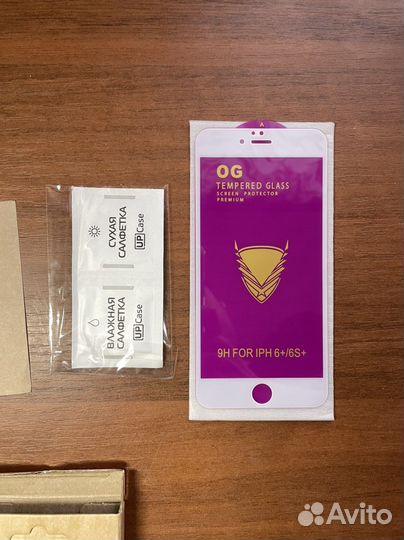 A
OG
TEMPERED GLASS
SCREEN PROTECTOR
PREMIUM
9H FOR IPH 6+/6S+
СУХАЯ
САЛФЕТКА
UPCase
ВЛАЖНАЯ
САЛФЕТКА
UPCase
Avito